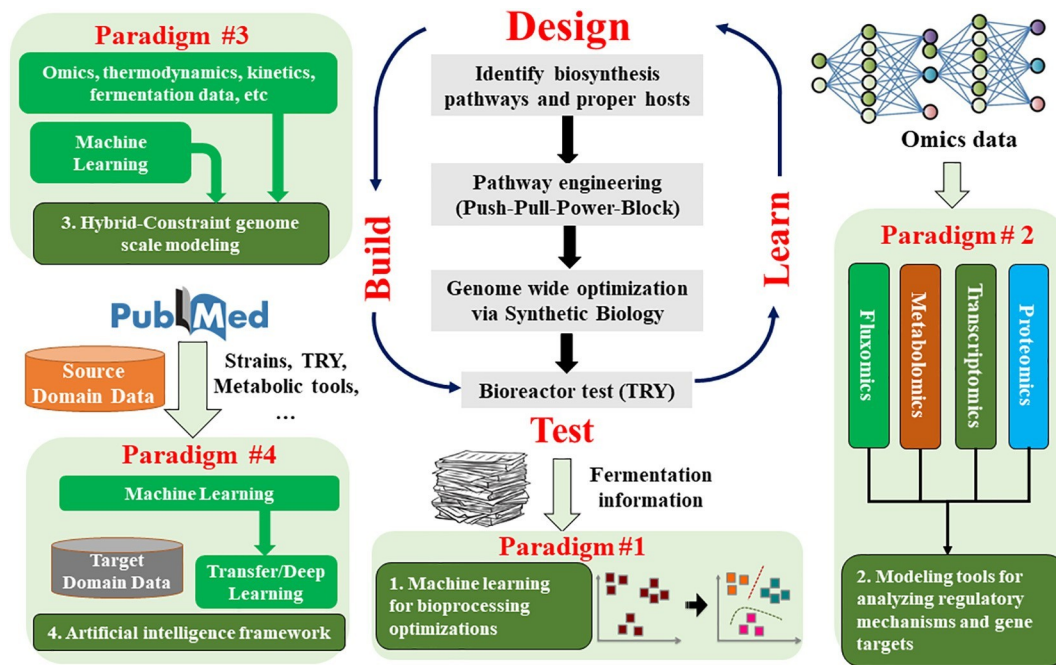 Paradigm #3
Omics, thermodynamics, kinetics,
fermentation data, etc
Machine
Learning
3. Hybrid-Constraint genome
scale modeling
PubMed
Source
Domain Data
Strains, TRY,
Metabolic tools,
...
Paradigm #4
Machine Learning
Target
Domain Data
Transfer/Deep
Learning
4. Artificial intelligence framework
Design
Build
Learn
Identify biosynthesis
pathways and proper hosts
Pathway engineering
(Push-Pull-Power-Block)
Genome wide optimization
via Synthetic Biology
Bioreactor test (TRY)
Test
Fermentation
information
Paradigm #1
1. Machine learning
for bioprocessing
optimizations
Omics data
Paradigm # 2
Fluxomics
Metabolomics
Transcriptomics
Proteomics
2. Modeling tools for
analyzing regulatory
mechanisms and gene
targets